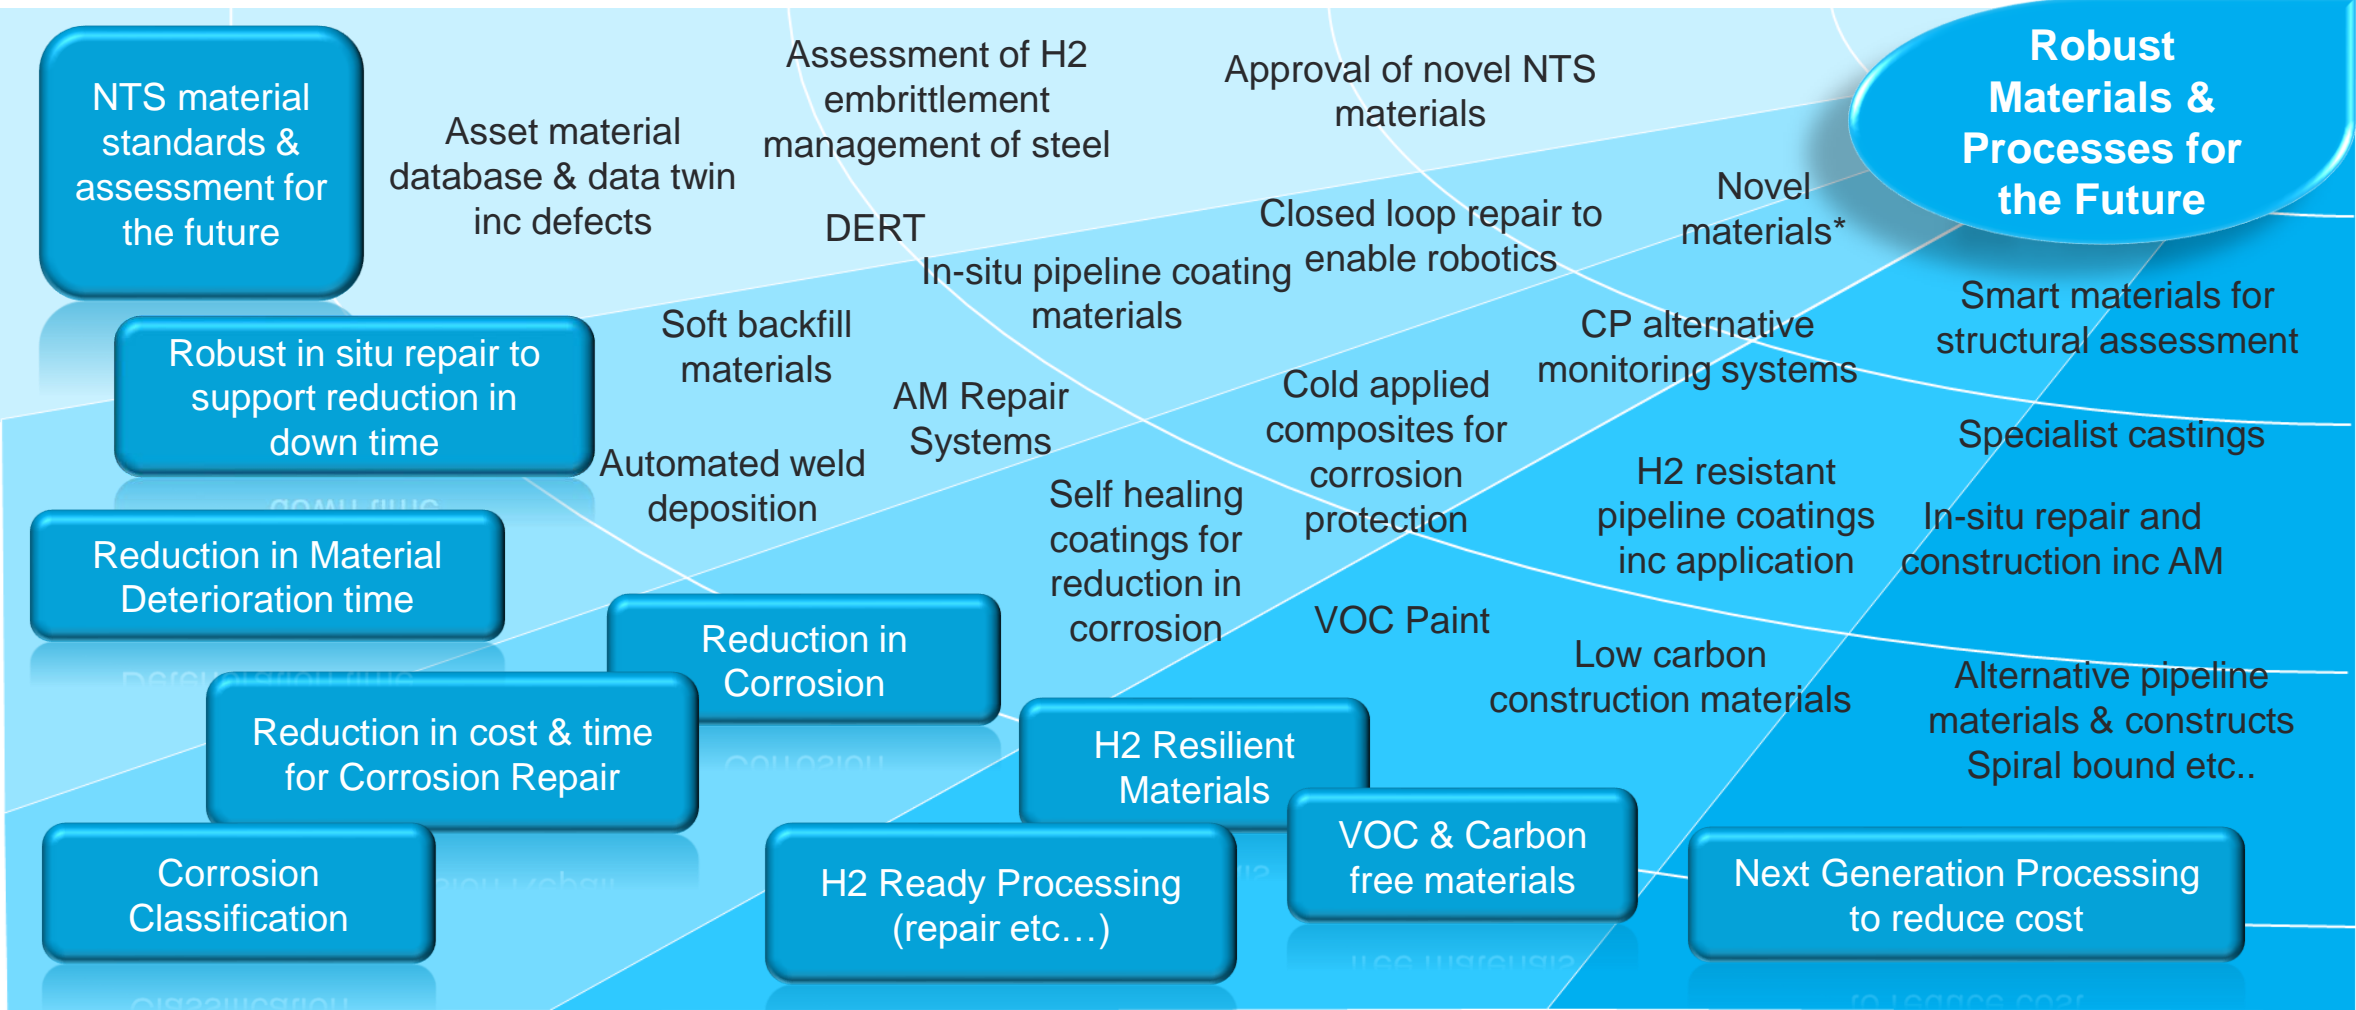 NTS material
standards &
assessment for
the future
Asset material
database & data twin
inc defects
Assessment of H2
embrittlement
management of steel
DERT
Approval of novel NTS
materials
Robust
Materials &
Processes for
the Future
Robust in situ repair to
support reduction in
down time
Soft backfill
materials
In-situ pipeline coating
materials
Closed loop repair to
enable robotics
Novel
materials*
Automated weld
deposition
AM Repair
Systems
CP alternative
monitoring systems
Smart materials for
structural assessment
Reduction in Material
Deterioration time
Self healing
coatings for
reduction in
corrosion
Cold applied
composites for
corrosion
protection
H2 resistant
pipeline coatings
inc application
Specialist castings
In-situ repair and
construction inc AM
Reduction in
Corrosion
Reduction in cost & time
for Corrosion Repair
VOC Paint
Low carbon
construction materials
Alternative pipeline
materials & constructs
Spiral bound etc..
Corrosion
Classification
H2 Resilient
Materials
H2 Ready Processing
(repair etc…)
VOC & Carbon
free materials
Next Generation Processing
to reduce cost